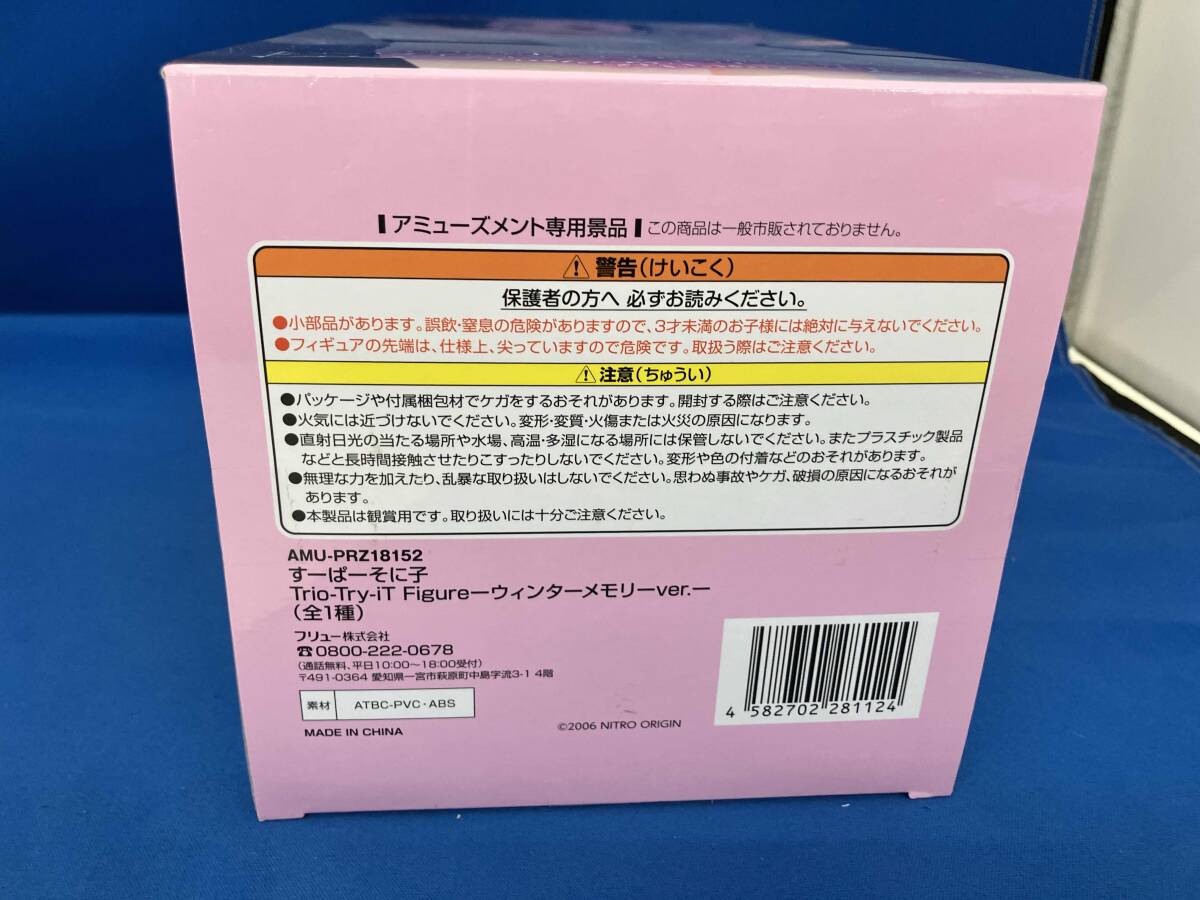 アミューズメント専用景品 この商品は一般市販されておりません。
⚠警告(けいこく)
保護者の方へ 必ずお読みください。
●小部品があります。誤飲・窒息の危険がありますので、3才未満のお子様には絶対に与えないでください。
●フィギュアの先端は、仕様上、尖っていますので危険です。取扱う際はご注意ください。
⚠注意(ちゅうい)
●パッケージや付属梱包材でケガをするおそれがあります。開封する際はご注意ください。
●火気には近づけないでください。変形・変質・火傷または火災の原因になります。
●直射日光の当たる場所や水場、高温・多湿になる場所には保管しないでください。またプラスチック製品
などと長時間接触させたりこすったりしないでください。変形や色の付着などのおそれがあります。
●無理な力を加えたり、乱暴な取り扱いはしないでください。思わぬ事故やケガ、破損の原因になるおそれが
あります。
●本製品は観賞用です。取り扱いには十分ご注意ください。
AMU-PRZ18152
すーぱーそに子
Trio-Try-iT Figureーウィンターメモリーver.ー
(全1種)
フリュー株式会社
☎0800-222-0678
(通話無料、平日10:00〜18:00受付)
〒491-0364 愛知県一宮市萩原町中島字流3-1 4階
素材 ATBC-PVC・ABS
MADE IN CHINA
©2006 NITRO ORIGIN
4 582702 281124